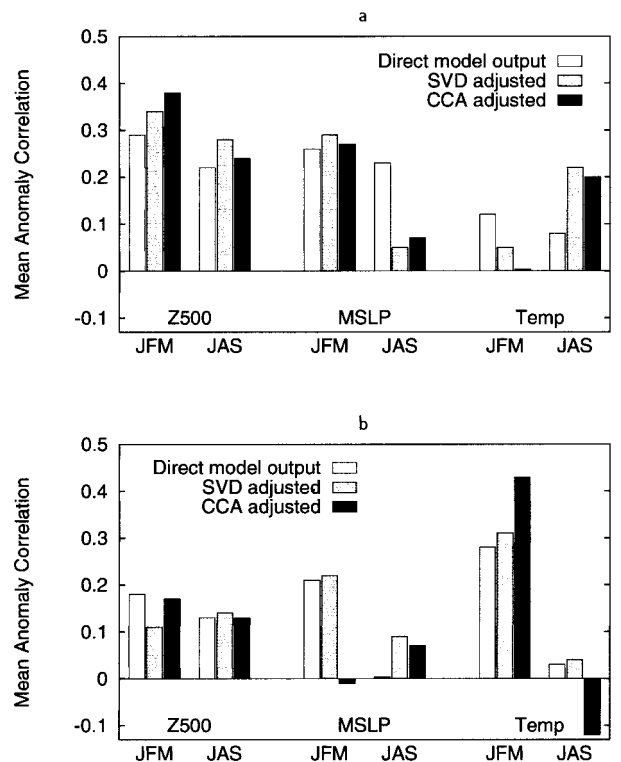 a
Mean Anomaly Correlation
0.5
0.4
0.3
0.2
0.1
0
-0.1
Direct model output
SVD adjusted
CCA adjusted
Z500 MSLP Temp
JFM JAS JFM JAS JFM JAS
b
Mean Anomaly Correlation
0.5
0.4
0.3
0.2
0.1
0
-0.1
Direct model output
SVD adjusted
CCA adjusted
Z500 MSLP Temp
JFM JAS JFM JAS JFM JAS